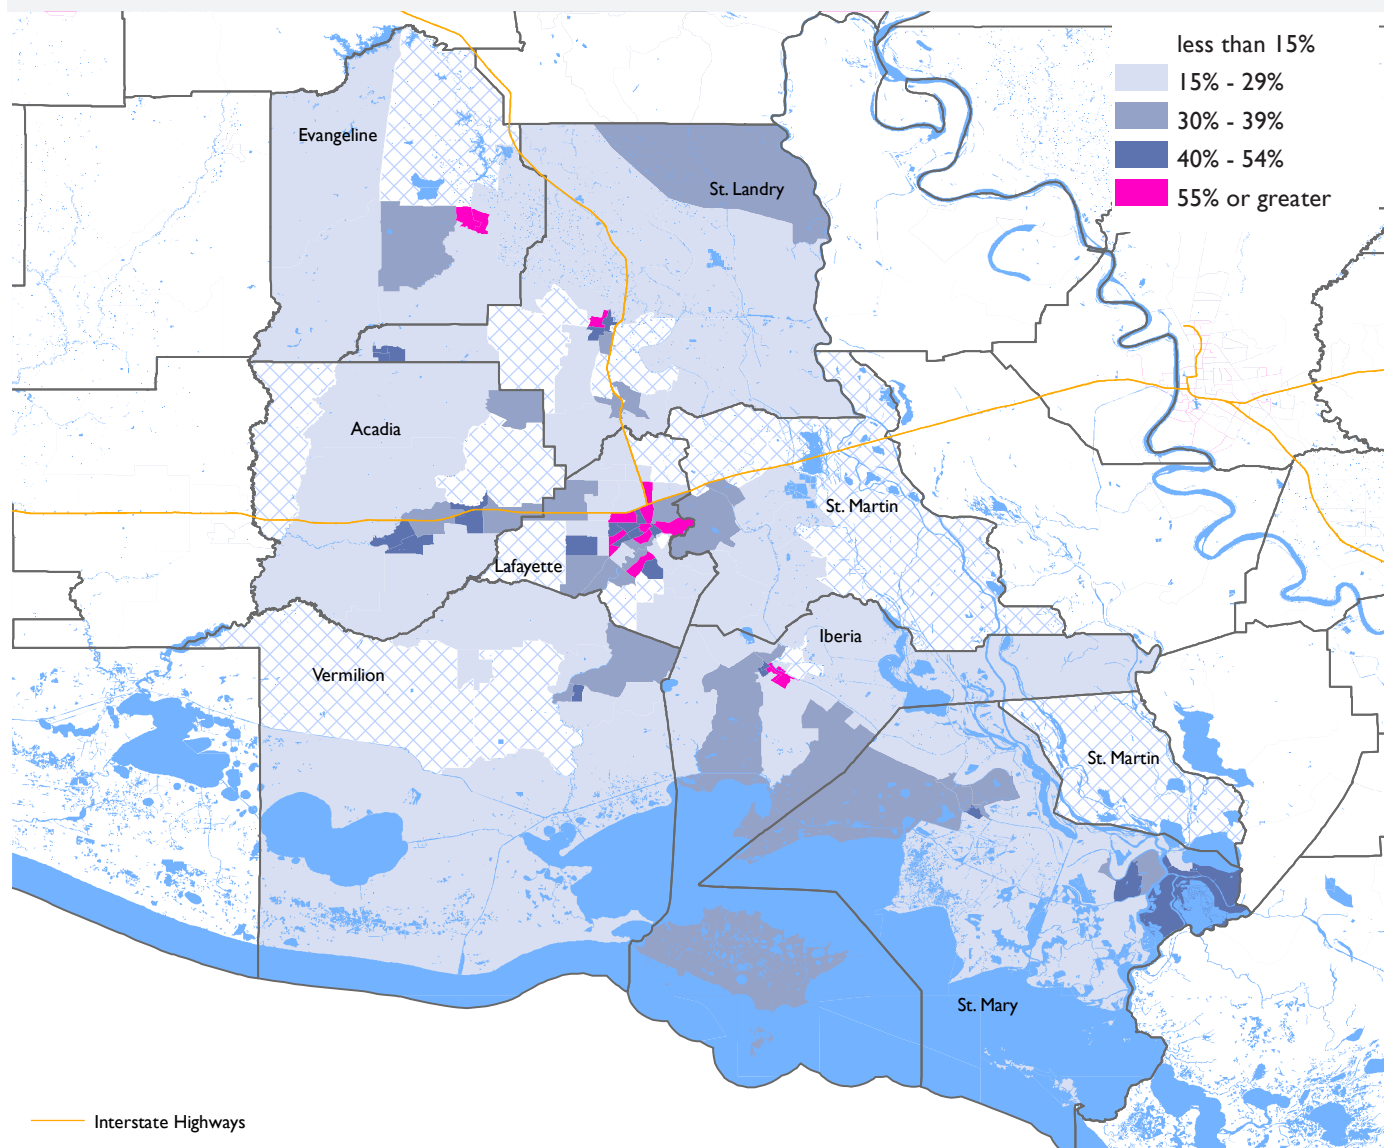 less than 15%
15% - 29%
30% - 39%
40% - 54%
55% or greater
Evangeline
St. Landry
Acadia
St. Martin
Lafayette
Iberia
Vermilion
St. Martin
St. Mary
Interstate Highways